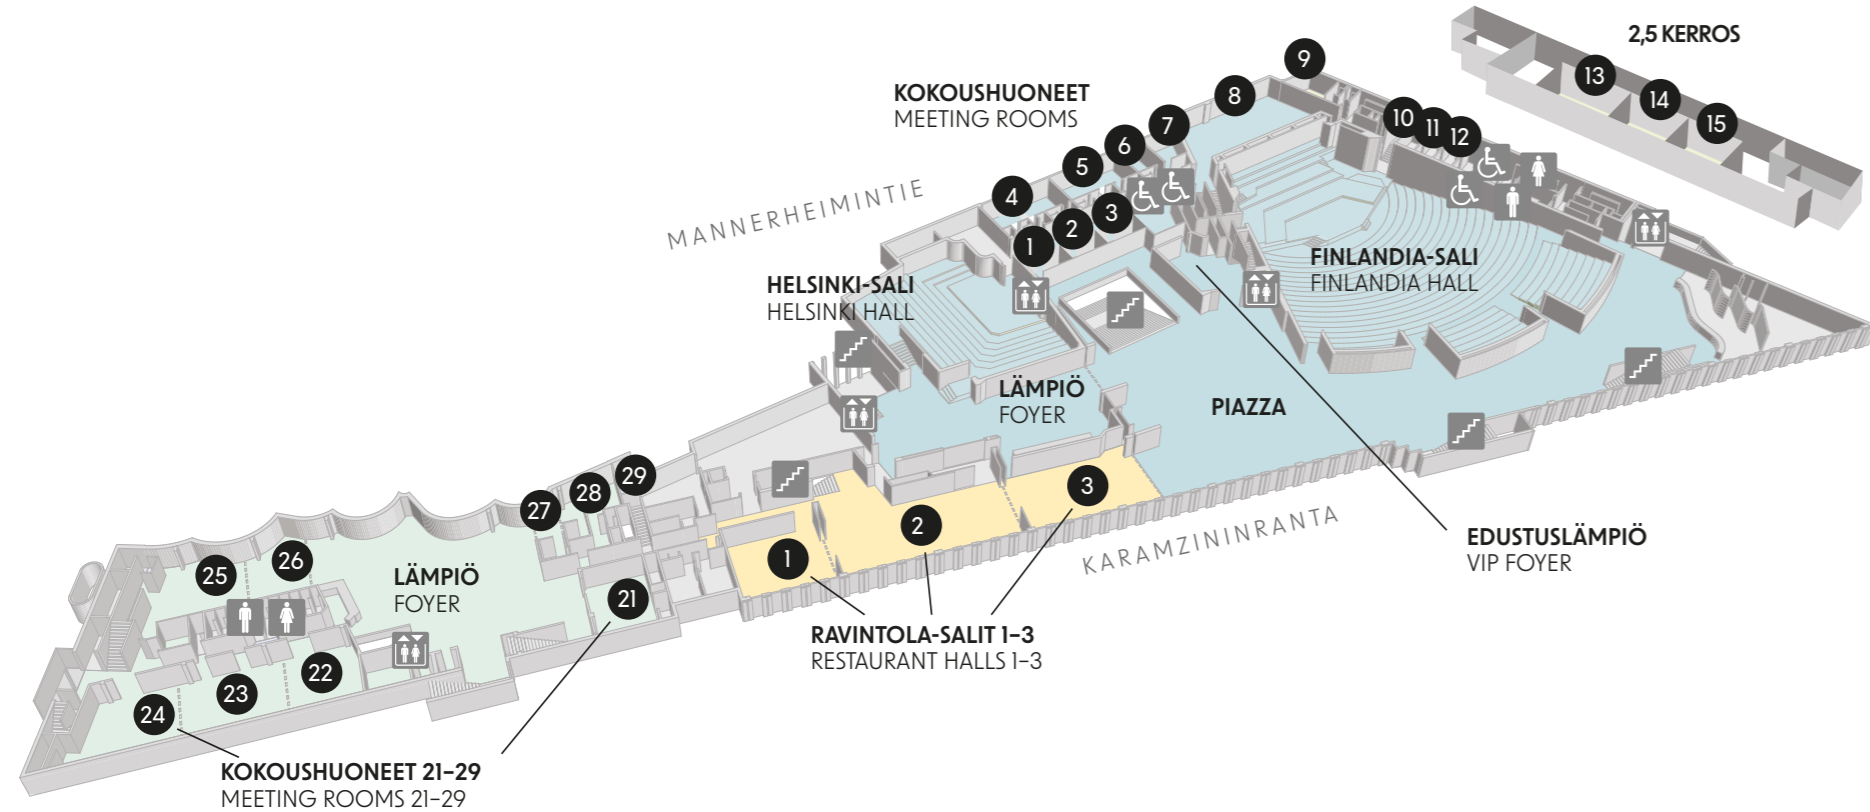 2,5 KERROS
13
14
15
9
KOKOUSHUONEET
MEETING ROOMS
8
7
6
5
4
10
11
12
3
2
1
MANNERHEIMINTIE
HELSINKI-SALI
HELSINKI HALL
FINLANDIA-SALI
FINLANDIA HALL
LÄMPIÖ
FOYER
PIAZZA
29
28
27
3
2
1
KARAMZININRANTA
EDUSTUSLÄMPIÖ
VIP FOYER
26
25
LÄMPIÖ
FOYER
21
RAVINTOLA-SALIT 1–3
RESTAURANT HALLS 1–3
22
23
24
KOKOUSHUONEET 21–29
MEETING ROOMS 21–29